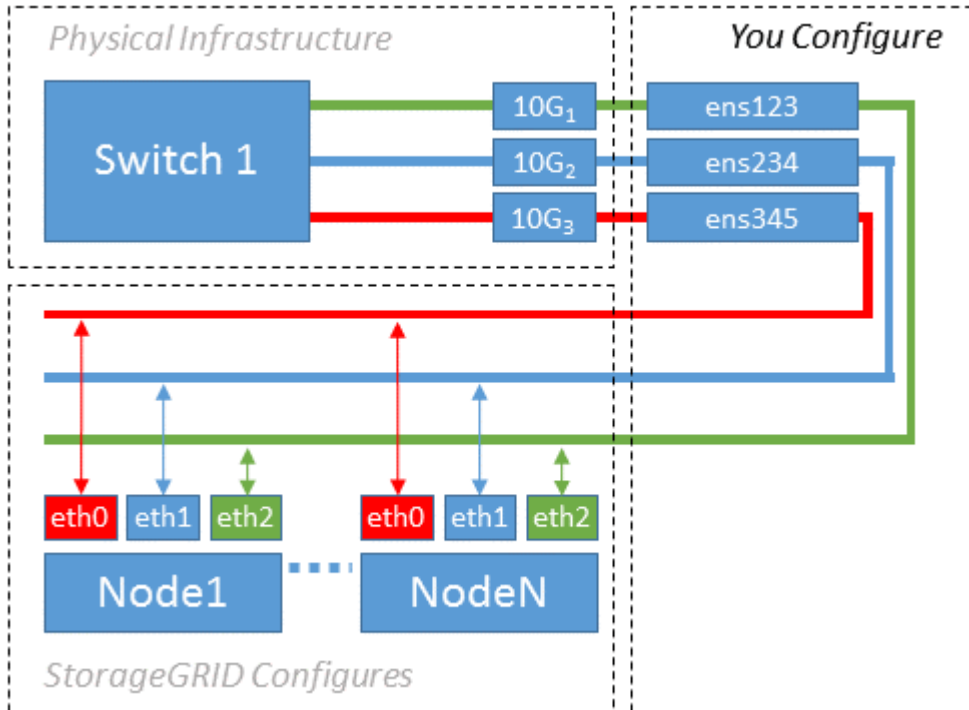 Physical Infrastructure
You Configure
Switch 1
10G₁
ens123
10G₂
ens234
10G₃
ens345
eth0 eth1 eth2
eth0 eth1 eth2
Node1
NodeN
StorageGRID Configures